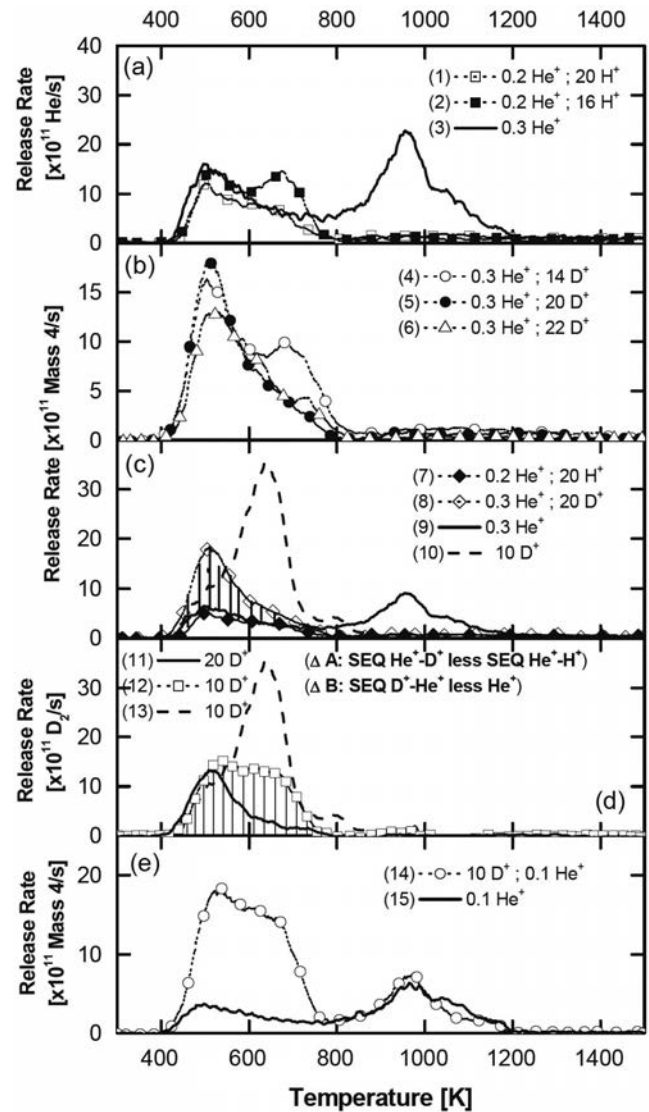 400 600 800 1000 1200 1400
Release Rate
[x10¹¹ He/s]
40
30
20
10
0
(a)
(1) 0.2 He⁺ ; 20 H⁺
(2) 0.2 He⁺ ; 16 H⁺
(3) 0.3 He⁺
Release Rate [x10¹¹ Mass 4/s]
15
10
5
0
(b)
(4) 0.3 He⁺ ; 14 D⁺
(5) 0.3 He⁺ ; 20 D⁺
(6) 0.3 He⁺ ; 22 D⁺
Release Rate [x10¹¹ Mass 4/s]
30
20
10
0
(c)
(7) 0.2 He⁺ ; 20 H⁺
(8) 0.3 He⁺ ; 20 D⁺
(9) 0.3 He⁺
(10) 10 D⁺
Release Rate
[x10¹¹ D₂/s]
30
20
10
0
(11) 20 D⁺ (Δ A: SEQ He⁺-D⁺ less SEQ He⁺-H⁺)
(12) 10 D⁺ (Δ B: SEQ D⁺-He⁺ less He⁺)
(13) 10 D⁺
(d)
Release Rate
[x10¹¹ Mass 4/s]
20
10
0
(e)
(14) 10 D⁺ ; 0.1 He⁺
(15) 0.1 He⁺
400 600 800 1000 1200 1400
Temperature [K]